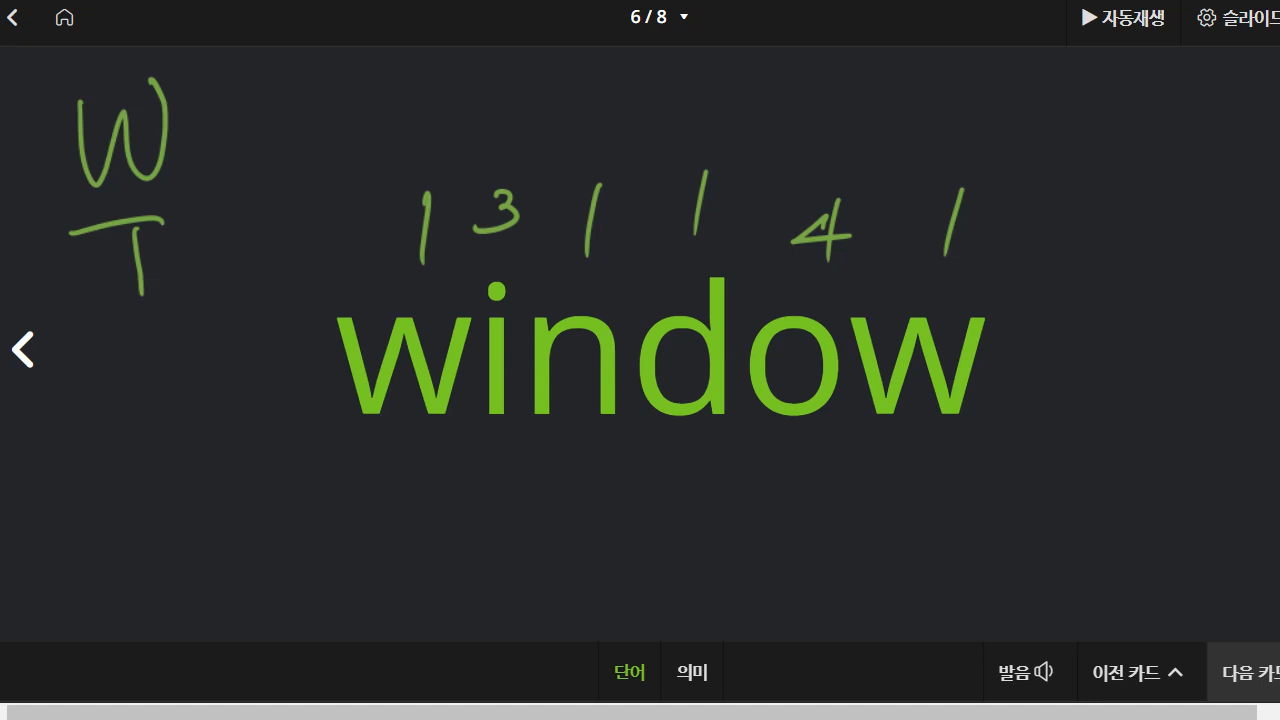 6 / 8 ▼ ▶ 자동재생 슬라이드
W
1
1 3 1 1 4 1
window
단어 의미 발음 이전 카드 다음 카드